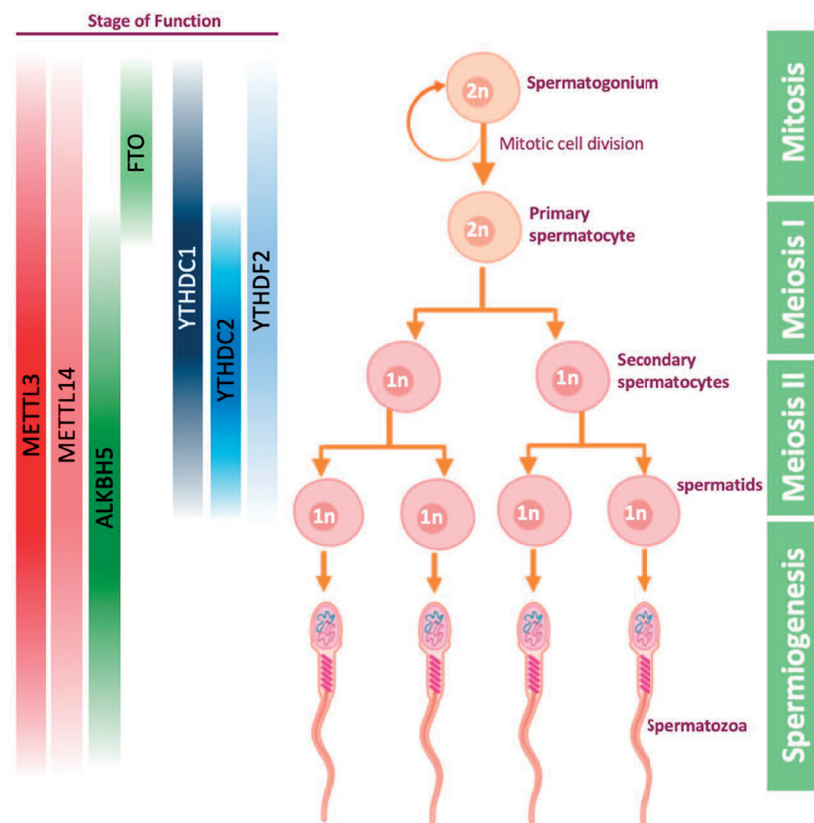 Stage of Function
METTL3
METTL14
ALKBH5
FTO
YTHDC1
YTHDC2
YTHDF2
2n
Spermatogonium
Mitotic cell division
2n
Primary
spermatocyte
1n
1n
Secondary
spermatocytes
1n
1n
1n
1n
spermatids
Spermatozoa
Mitosis
Meiosis I
Meiosis II
Spermiogenesis